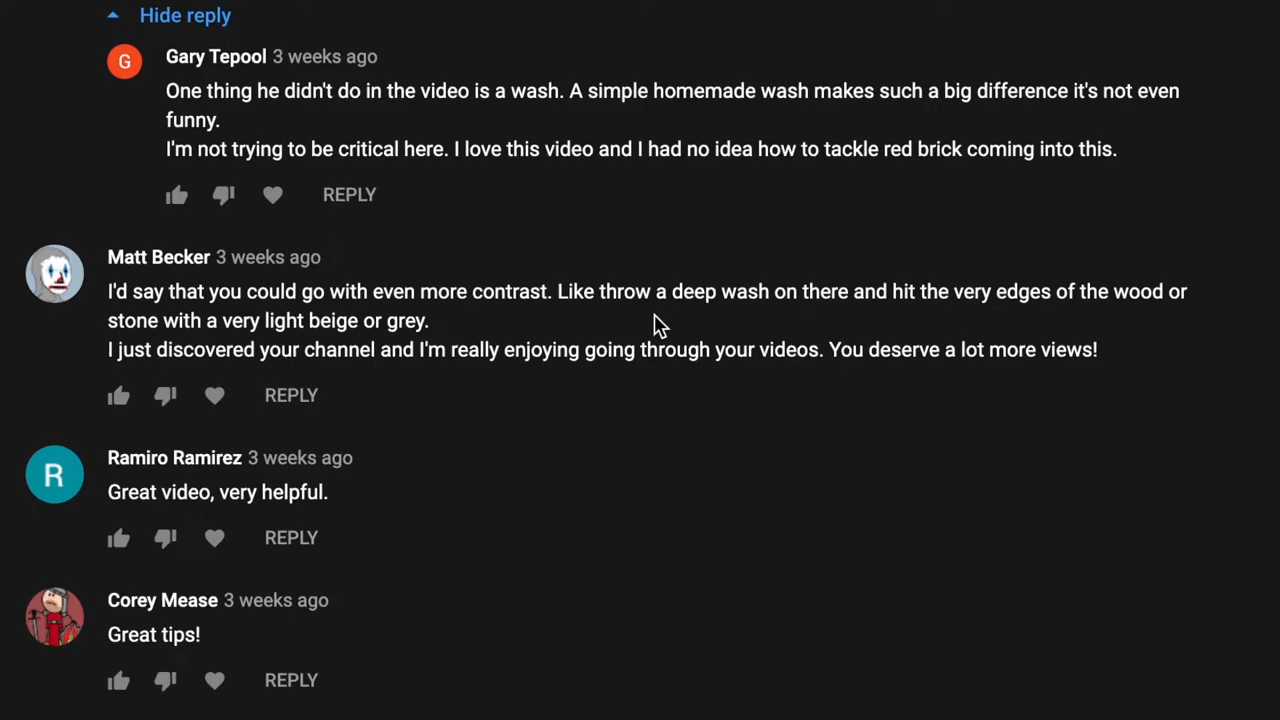 Hide reply
G
Gary Tepool 3 weeks ago
One thing he didn't do in the video is a wash. A simple homemade wash makes such a big difference it's not even
funny.
I'm not trying to be critical here. I love this video and I had no idea how to tackle red brick coming into this.
REPLY
Matt Becker 3 weeks ago
I'd say that you could go with even more contrast. Like throw a deep wash on there and hit the very edges of the wood or
stone with a very light beige or grey.
I just discovered your channel and I'm really enjoying going through your videos. You deserve a lot more views!
REPLY
R
Ramiro Ramirez 3 weeks ago
Great video, very helpful.
REPLY
Corey Mease 3 weeks ago
Great tips!
REPLY